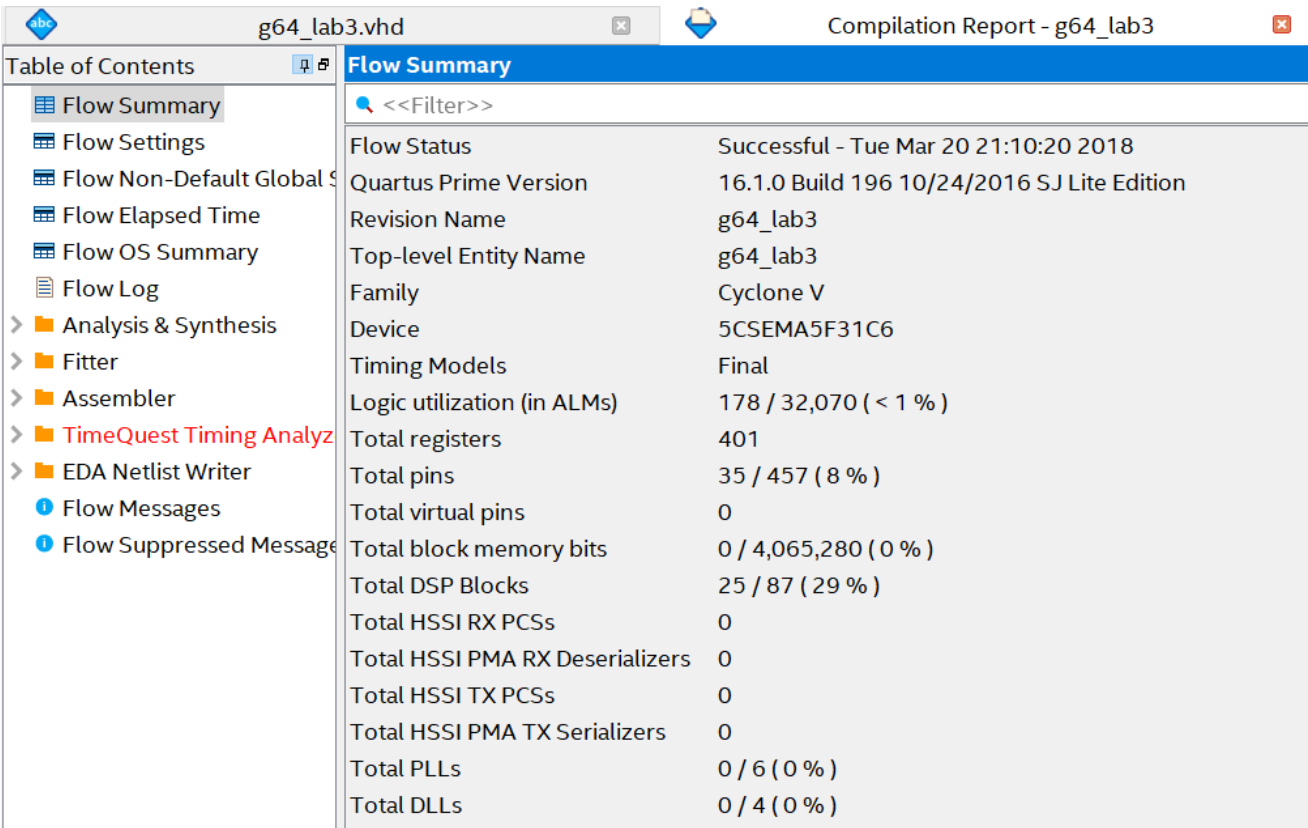 abc g64_lab3.vhd Compilation Report - g64_lab3
Table of Contents
Flow Summary
Flow Settings
Flow Non-Default Global S
Flow Elapsed Time
Flow OS Summary
Flow Log
Analysis & Synthesis
Fitter
Assembler
TimeQuest Timing Analyz
EDA Netlist Writer
Flow Messages
Flow Suppressed Message
Flow Summary
<<Filter>>
Flow Status Successful - Tue Mar 20 21:10:20 2018
Quartus Prime Version 16.1.0 Build 196 10/24/2016 SJ Lite Edition
Revision Name g64_lab3
Top-level Entity Name g64_lab3
Family Cyclone V
Device 5CSEMA5F31C6
Timing Models Final
Logic utilization (in ALMs) 178 / 32,070 ( < 1 % )
Total registers 401
Total pins 35 / 457 ( 8 % )
Total virtual pins 0
Total block memory bits 0 / 4,065,280 ( 0 % )
Total DSP Blocks 25 / 87 ( 29 % )
Total HSSI RX PCSs 0
Total HSSI PMA RX Deserializers 0
Total HSSI TX PCSs 0
Total HSSI PMA TX Serializers 0
Total PLLs 0 / 6 ( 0 % )
Total DLLs 0 / 4 ( 0 % )